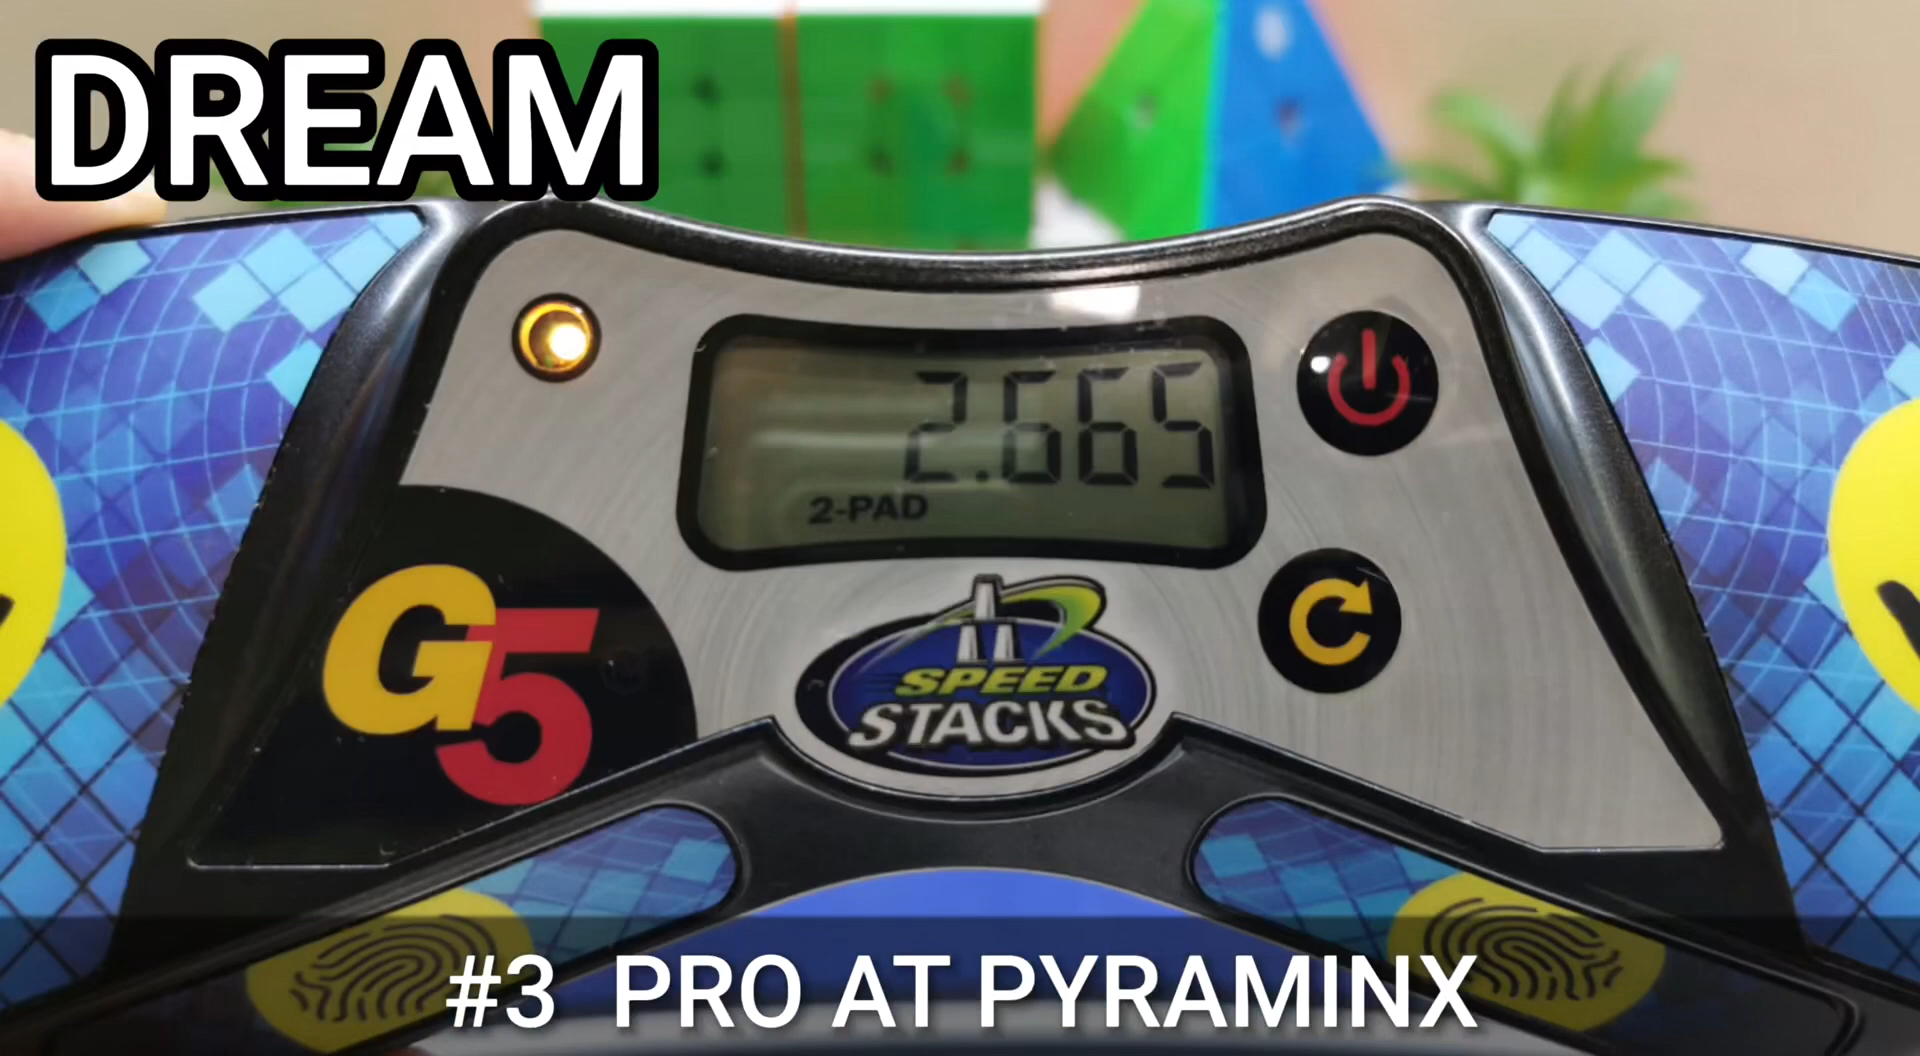 DREAM
2.665
2-PAD
G5
SPEED
STACKS
#3 PRO AT PYRAMINX